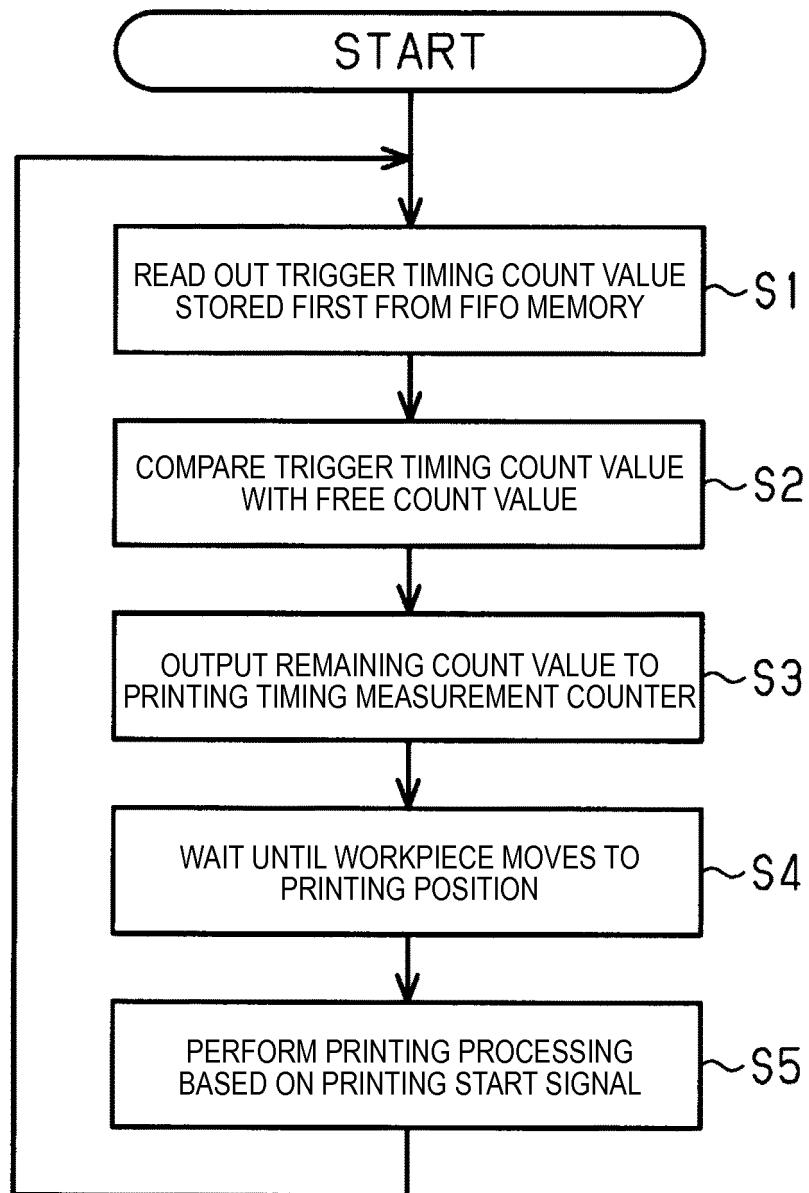 START
READ OUT TRIGGER TIMING COUNT VALUE
STORED FIRST FROM FIFO MEMORY
S1
COMPARE TRIGGER TIMING COUNT VALUE
WITH FREE COUNT VALUE
S2
OUTPUT REMAINING COUNT VALUE TO
PRINTING TIMING MEASUREMENT COUNTER
S3
WAIT UNTIL WORKPIECE MOVES TO
PRINTING POSITION
S4
PERFORM PRINTING PROCESSING
BASED ON PRINTING START SIGNAL
S5